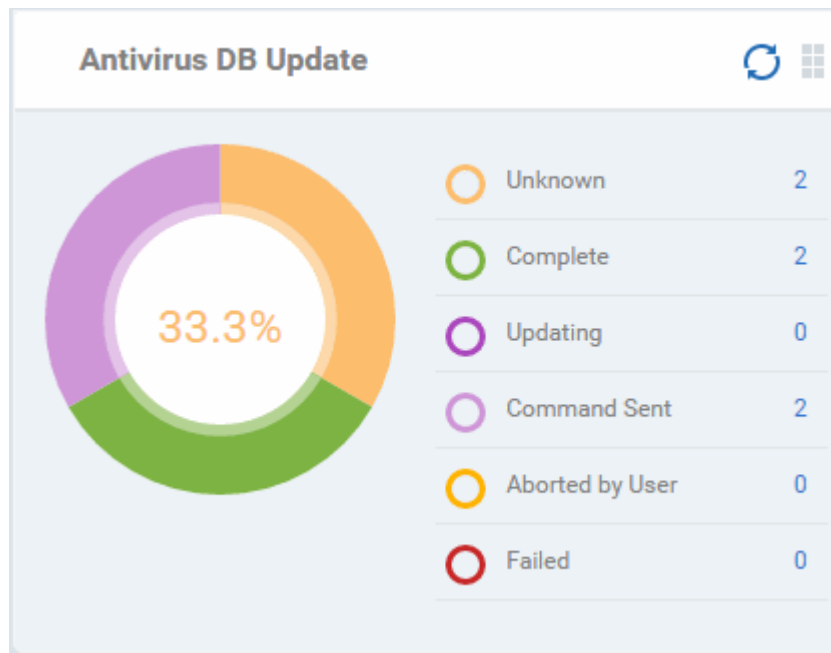 Antivirus DB Update
33.3%
Unknown 2
Complete 2
Updating 0
Command Sent 2
Aborted by User 0
Failed 0